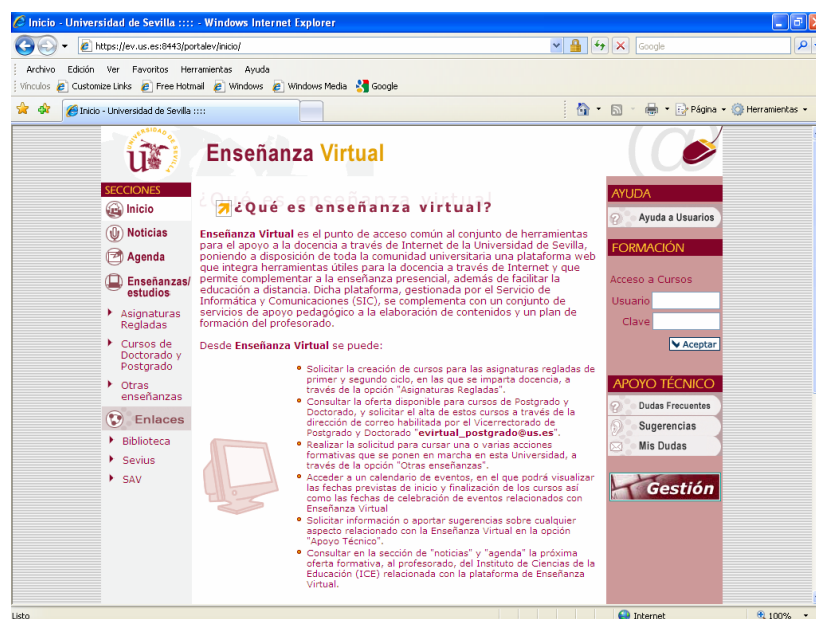 Inicio - Universidad de Sevilla :::: - Windows Internet Explorer
https://ev.us.es:8443/portalev/inicio/
Google
Archivo Edición Ver Favoritos Herramientas Ayuda
Vínculos Customize Links Free Hotmail Windows Windows Media Google
Inicio - Universidad de Sevilla ::::
Página Herramientas
Enseñanza Virtual
SECCIONES
Inicio
Noticias
Agenda
Enseñanzas/
estudios
Asignaturas
Regladas
Cursos de
Doctorado y
Postgrado
Otras
enseñanzas
Enlaces
Biblioteca
Sevius
SAV
¿Qué es enseñanza virtual
¿Qué es enseñanza virtual?
Enseñanza Virtual es el punto de acceso común al conjunto de herramientas
para el apoyo a la docencia a través de Internet de la Universidad de Sevilla,
poniendo a disposición de toda la comunidad universitaria una plataforma web
que integra herramientas útiles para la docencia a través de Internet y que
permite complementar a la enseñanza presencial, además de facilitar la
educación a distancia. Dicha plataforma, gestionada por el Servicio de
Informática y Comunicaciones (SIC), se complementa con un conjunto de
servicios de apoyo pedagógico a la elaboración de contenidos y un plan de
formación del profesorado.
Desde Enseñanza Virtual se puede:
Solicitar la creación de cursos para las asignaturas regladas de
primer y segundo ciclo, en las que se imparta docencia, a
través de la opción "Asignaturas Regladas".
Consultar la oferta disponible para cursos de Postgrado y
Doctorado, y solicitar el alta de estos cursos a través de la
dirección de correo habilitada por el Vicerrectorado de
Postgrado y Doctorado "evirtual_postgrado@us.es".
Realizar la solicitud para cursar una o varias acciones
formativas que se ponen en marcha en esta Universidad, a
través de la opción "Otras enseñanzas".
Acceder a un calendario de eventos, en el que podrá visualizar
las fechas previstas de inicio y finalización de los cursos así
como las fechas de celebración de eventos relacionados con
Enseñanza Virtual
Solicitar información o aportar sugerencias sobre cualquier
aspecto relacionado con la Enseñanza Virtual en la opción
"Apoyo Técnico".
Consultar en la sección de "noticias" y "agenda" la próxima
oferta formativa, al profesorado, del Instituto de Ciencias de la
Educación (ICE) relacionada con la plataforma de Enseñanza
Virtual.
AYUDA
Ayuda a Usuarios
FORMACIÓN
Acceso a Cursos
Usuario
Clave
Aceptar
APOYO TÉCNICO
Dudas Frecuentes
Sugerencias
Mis Dudas
Gestión
Listo
Internet
100%